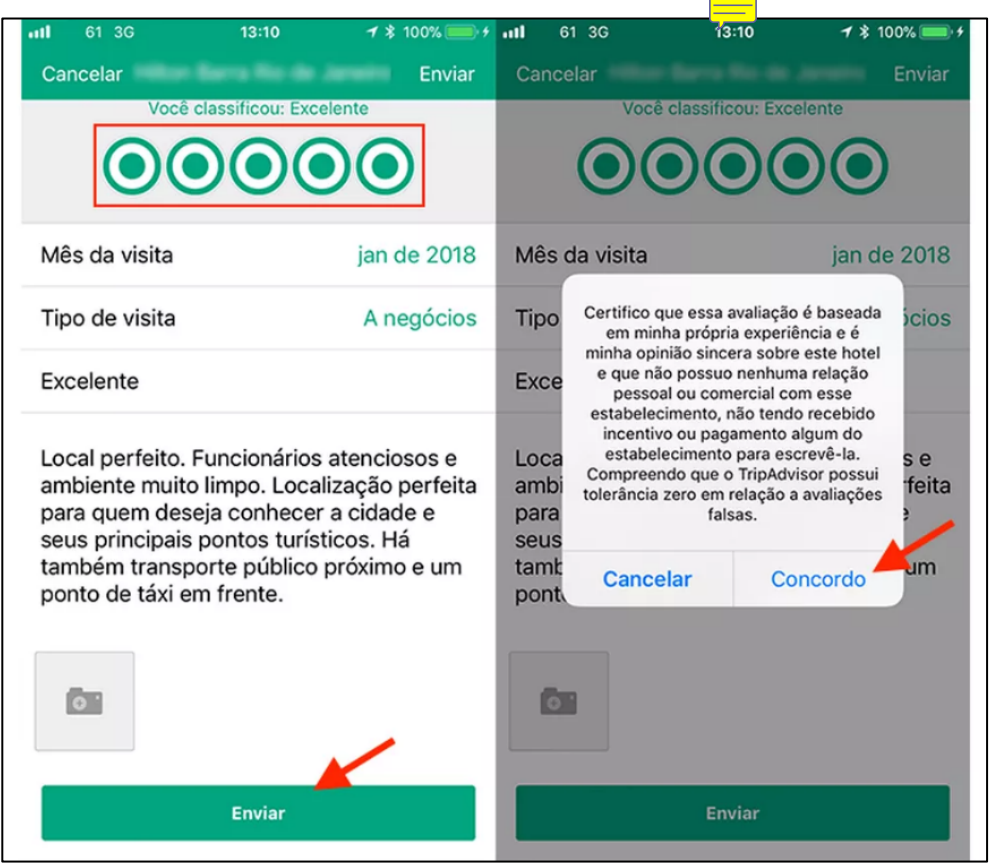 61 3G 13:10 100%
Cancelar Enviar
Você classificou: Excelente
Mês da visita jan de 2018
Tipo de visita A negócios
Excelente
Local perfeito. Funcionários atenciosos e
ambiente muito limpo. Localização perfeita
para quem deseja conhecer a cidade e
seus principais pontos turísticos. Há
também transporte público próximo e um
ponto de táxi em frente.
Enviar
61 3G 13:10 100%
Cancelar Enviar
Você classificou: Excelente
Mês da visita jan de 2018
Certifico que essa avaliação é baseada
em minha própria experiência e é
minha opinião sincera sobre este hotel
e que não possuo nenhuma relação
pessoal ou comercial com esse
estabelecimento, não tendo recebido
incentivo ou pagamento algum do
estabelecimento para escrevê-la.
Compreendo que o TripAdvisor possui
tolerância zero em relação a avaliações
falsas.
Cancelar Concordo
Enviar